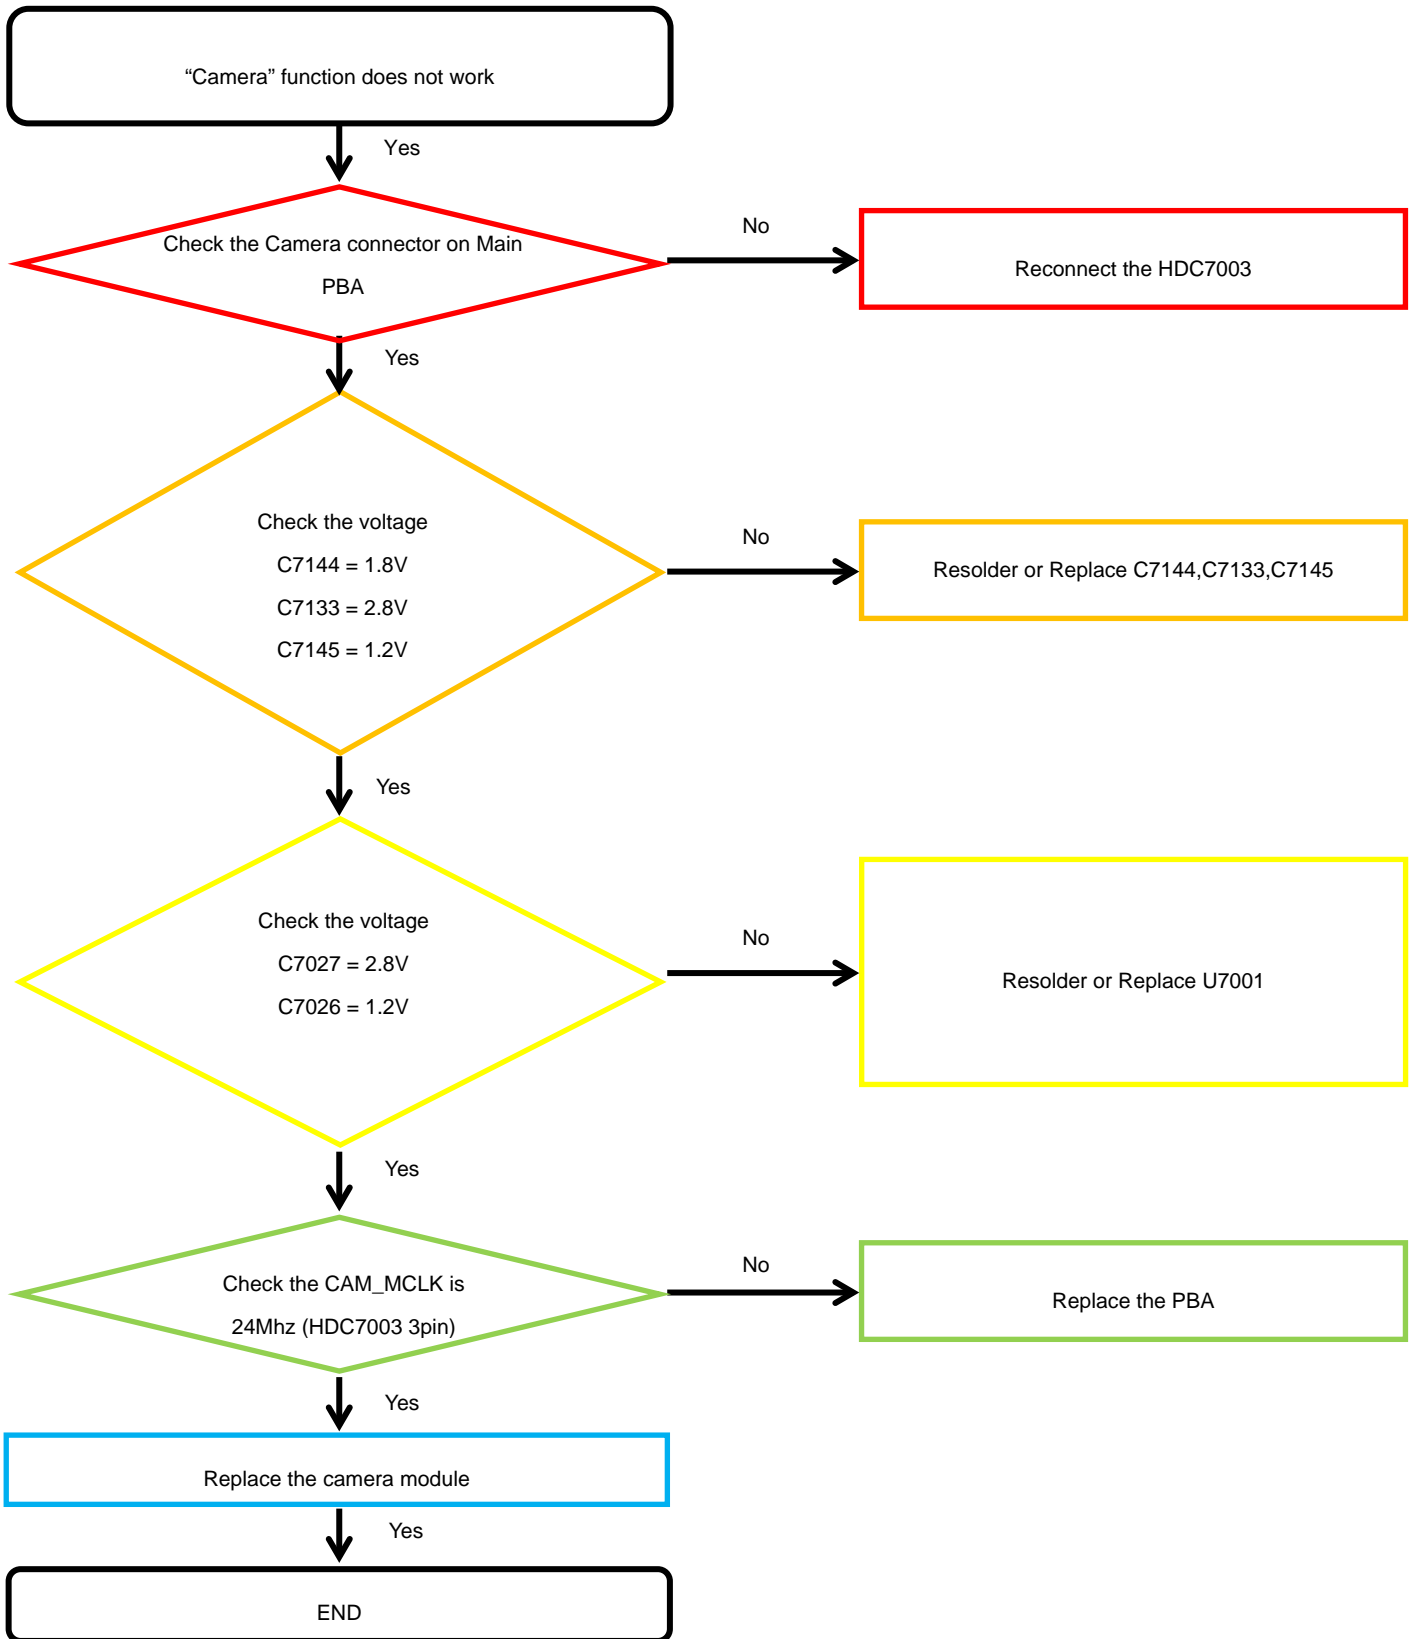 “Camera” function does not work
Yes
Check the Camera connector on Main
PBA
No
Reconnect the HDC7003
Yes
Check the voltage
C7144 = 1.8V
C7133 = 2.8V
C7145 = 1.2V
No
Resolder or Replace C7144,C7133,C7145
Yes
Check the voltage
C7027 = 2.8V
C7026 = 1.2V
No
Resolder or Replace U7001
Yes
Check the CAM_MCLK is
24Mhz (HDC7003 3pin)
No
Replace the PBA
Yes
Replace the camera module
Yes
END